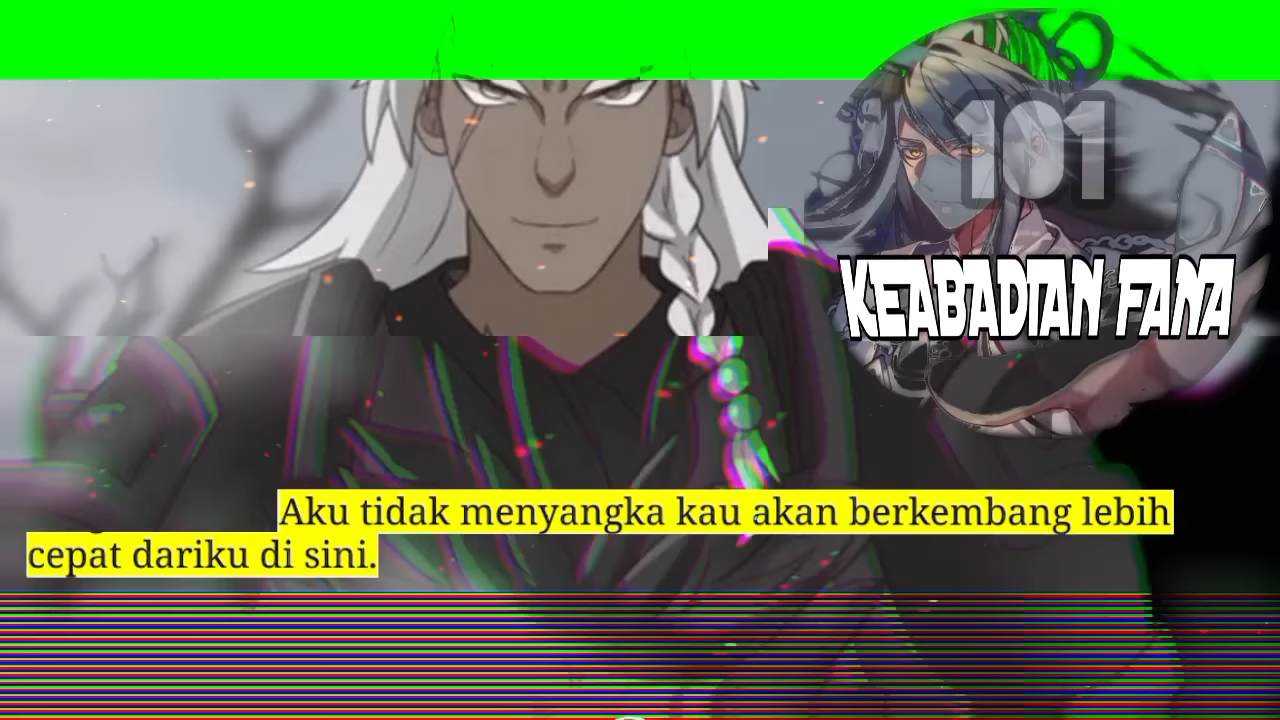 101
KEABADIAN FANA
Aku tidak menyangka kau akan berkembang lebih
cepat dariku di sini.